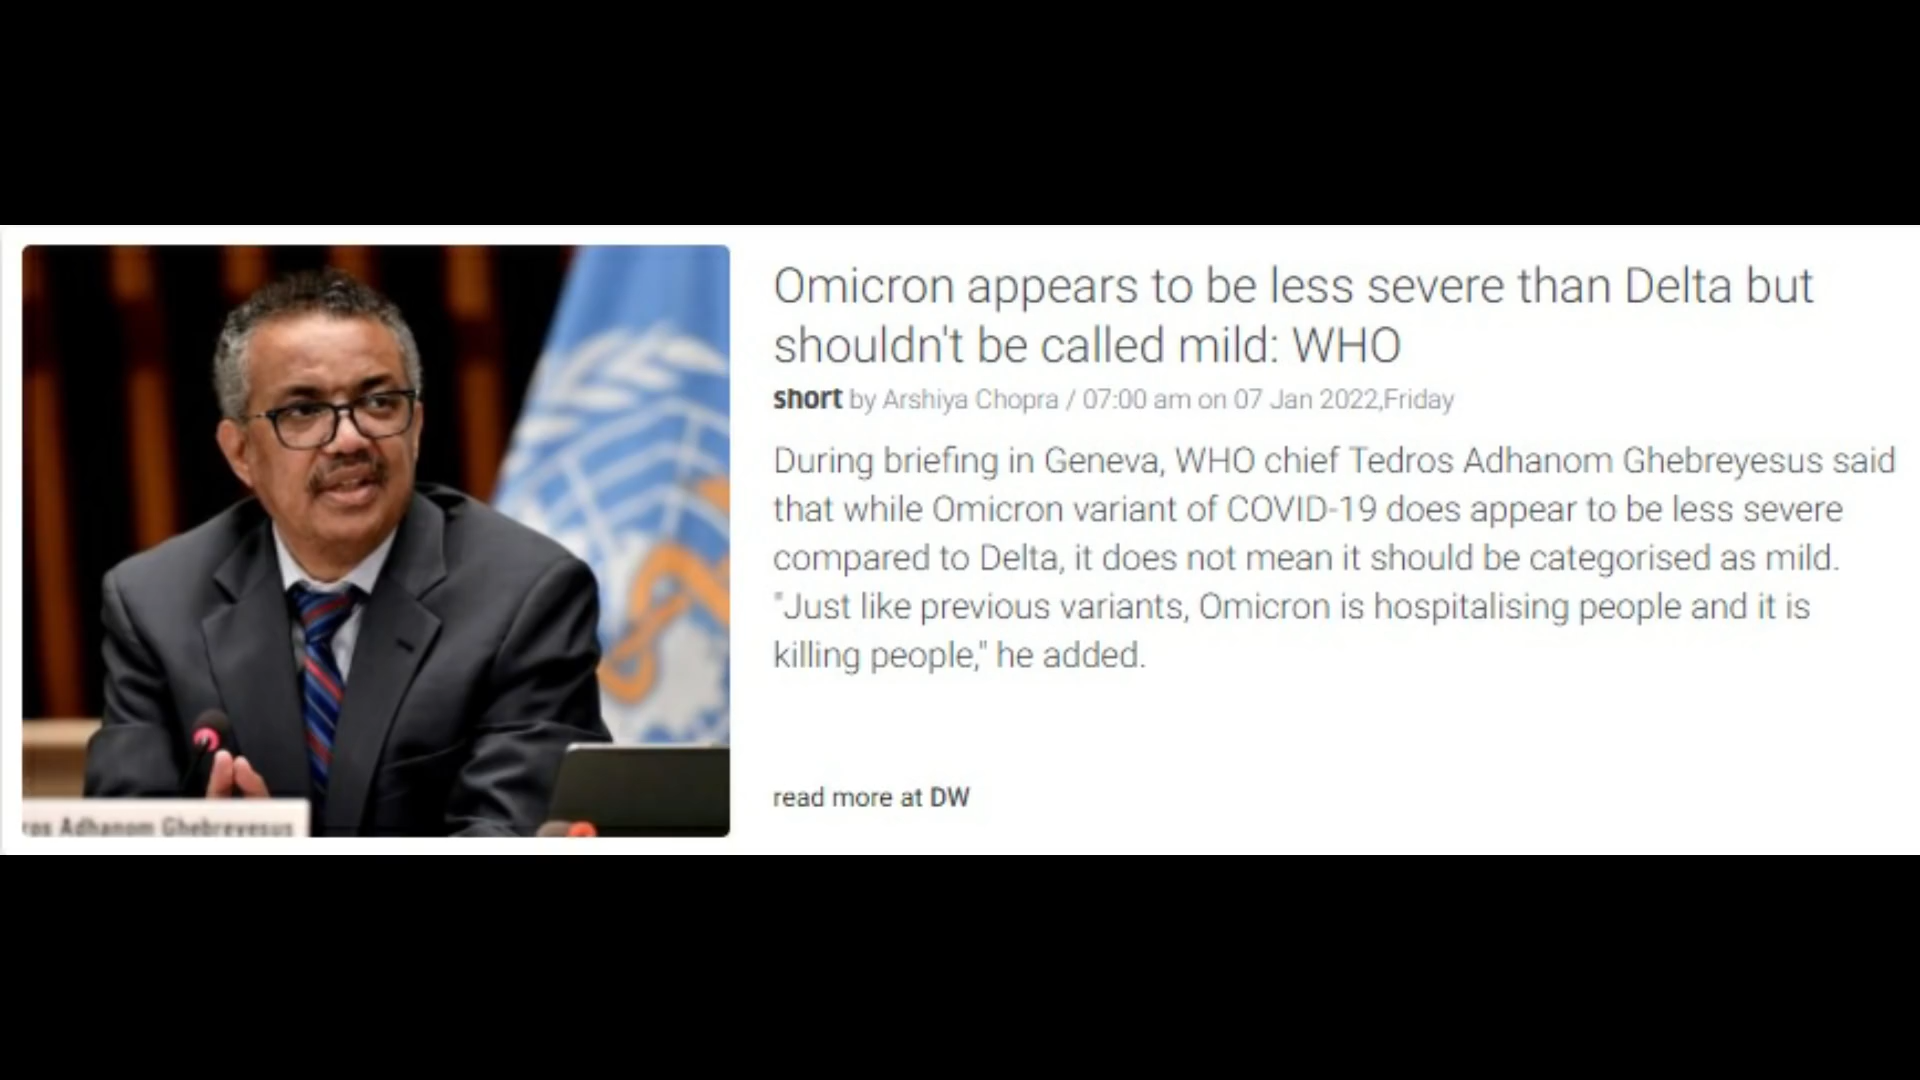 Omicron appears to be less severe than Delta but
shouldn't be called mild: WHO
short by Arshiya Chopra / 07:00 am on 07 Jan 2022,Friday
During briefing in Geneva, WHO chief Tedros Adhanom Ghebreyesus said
that while Omicron variant of COVID-19 does appear to be less severe
compared to Delta, it does not mean it should be categorised as mild.
"Just like previous variants, Omicron is hospitalising people and it is
killing people," he added.
read more at DW
ros Adhanom Ghebreyesus